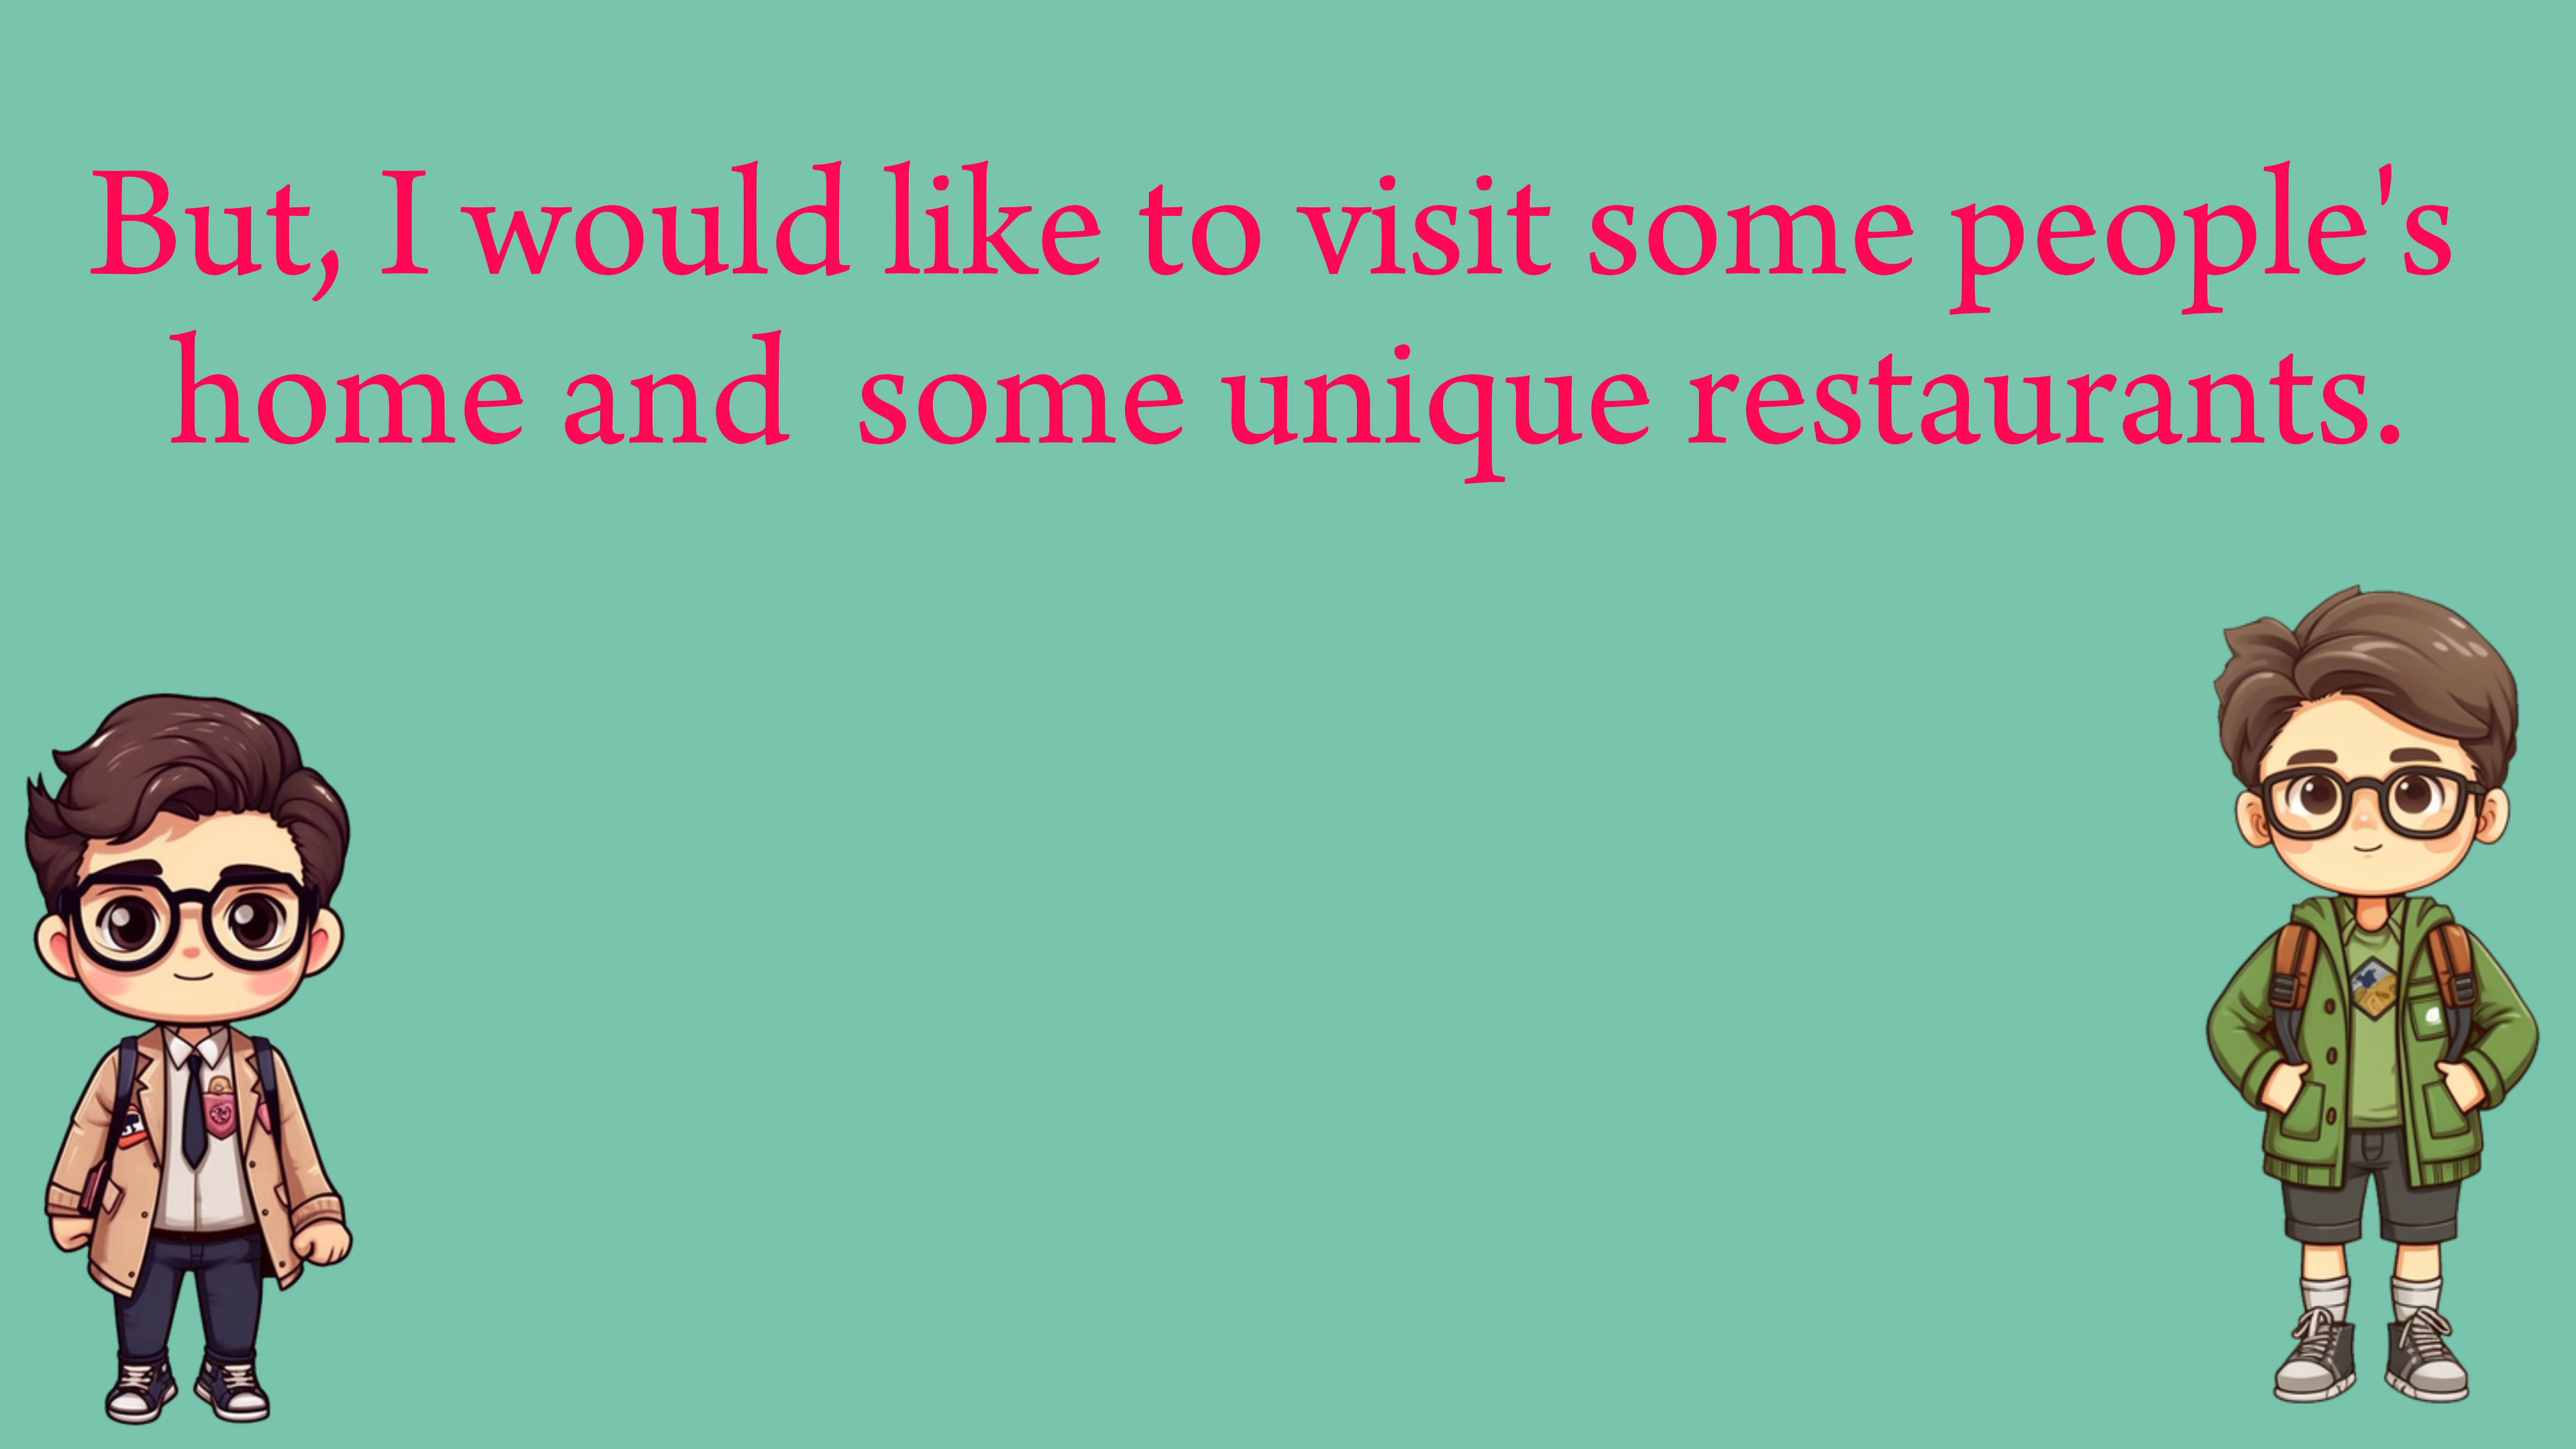 But, I would like to visit some people's
home and  some unique restaurants.